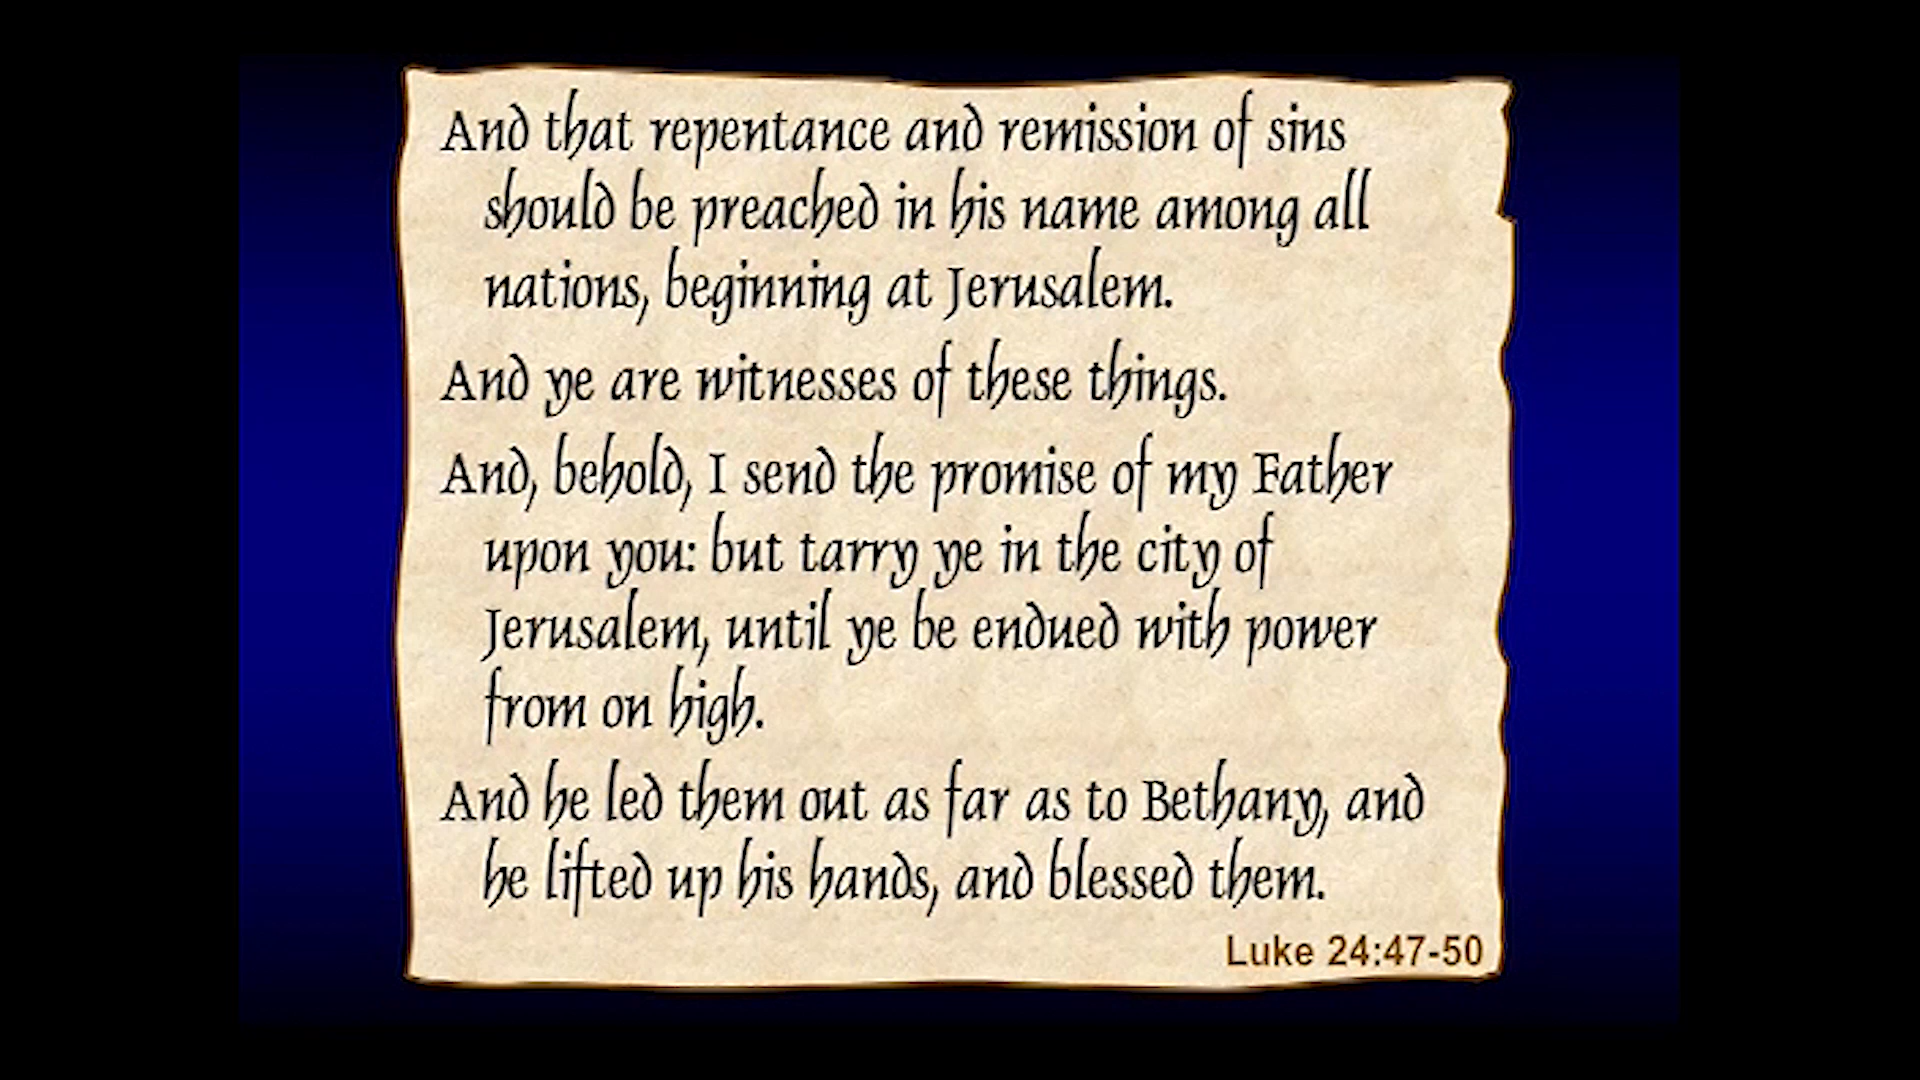 And that repentance and remission of sins
should be preached in his name among all
nations, beginning at Jerusalem.
And ye are witnesses of these things.
And, behold, I send the promise of my Father
upon you: but tarry ye in the city of
Jerusalem, until ye be endued with power
from on high.
And he led them out as far as to Bethany, and
he lifted up his hands, and blessed them.
Luke 24:47-50